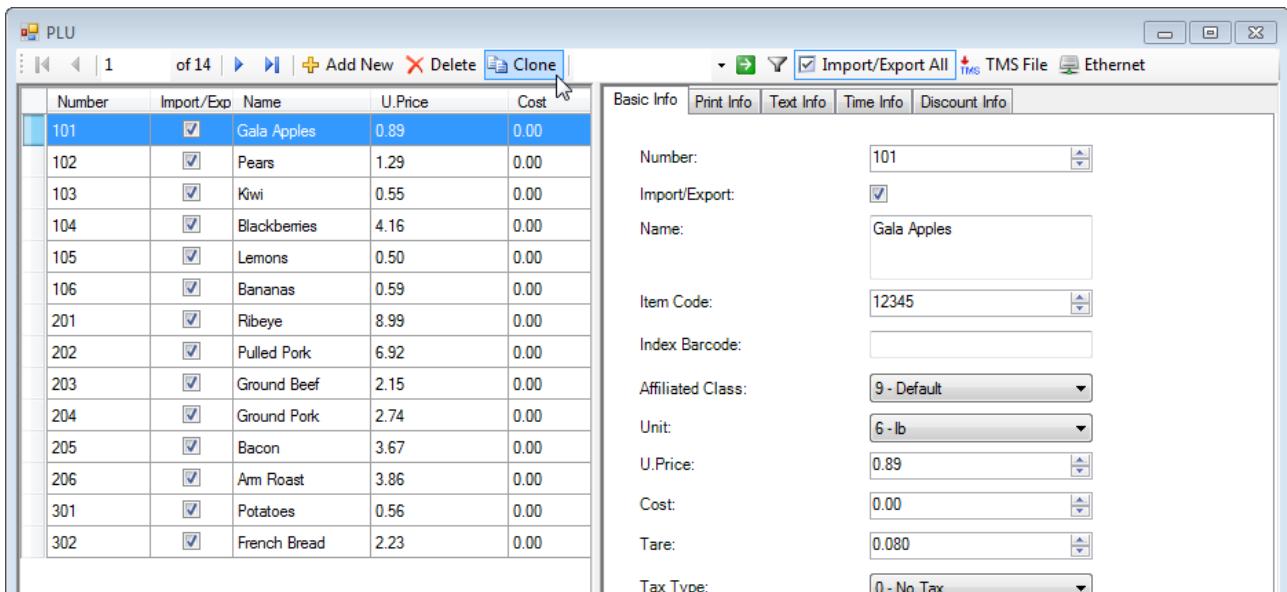 PLU
1 of 14 Add New Delete Clone Import/Export All TMS TMS File Ethernet
Number Import/Exp Name U.Price Cost
101 Gala Apples 0.89 0.00
102 Pears 1.29 0.00
103 Kiwi 0.55 0.00
104 Blackberries 4.16 0.00
105 Lemons 0.50 0.00
106 Bananas 0.59 0.00
201 Ribeye 8.99 0.00
202 Pulled Pork 6.92 0.00
203 Ground Beef 2.15 0.00
204 Ground Pork 2.74 0.00
205 Bacon 3.67 0.00
206 Arm Roast 3.86 0.00
301 Potatoes 0.56 0.00
302 French Bread 2.23 0.00
Basic Info Print Info Text Info Time Info Discount Info
Number: 101
Import/Export:
Name: Gala Apples
Item Code: 12345
Index Barcode:
Affiliated Class: 9 - Default
Unit: 6 - lb
U.Price: 0.89
Cost: 0.00
Tare: 0.080
Tax Type: 0 - No Tax